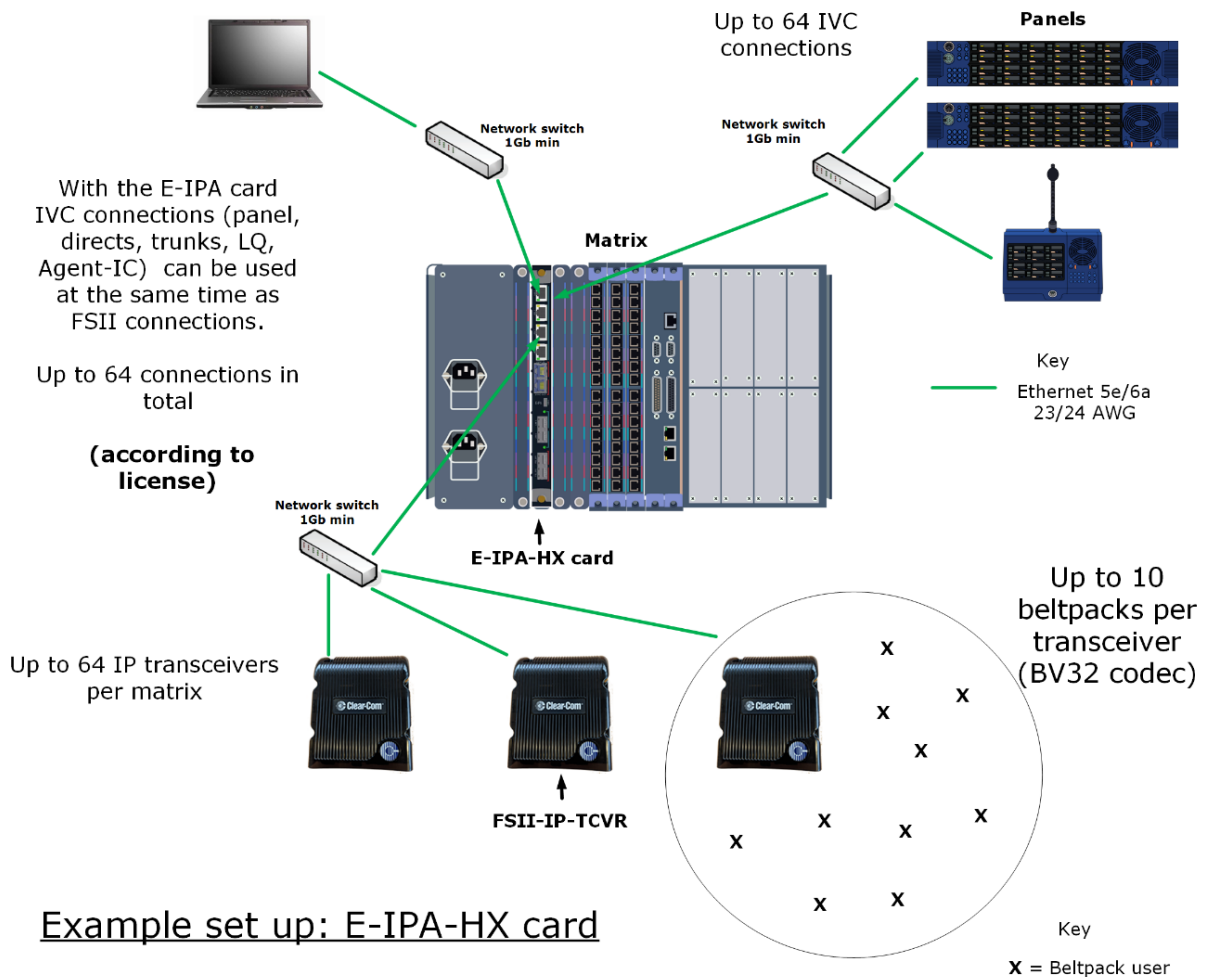 Up to 64 IVC
connections
Panels
Network switch
1Gb min
Network switch
1Gb min
With the E-IPA card
IVC connections (panel,
directs, trunks, LQ,
Agent-IC)  can be used
at the same time as
FSII connections.
Matrix
Up to 64 connections in
total
(according to
license)
Key
Ethernet 5e/6a
23/24 AWG
Network switch
1Gb min
E-IPA-HX card
Up to 10
beltpacks per
transceiver
(BV32 codec)
Up to 64 IP transceivers
per matrix
Clear-Com
Clear-Com
Clear-Com
X
X
X
X
X
X
X
X
X
X
FSII-IP-TCVR
Example set up: E-IPA-HX card
Key
X = Beltpack user